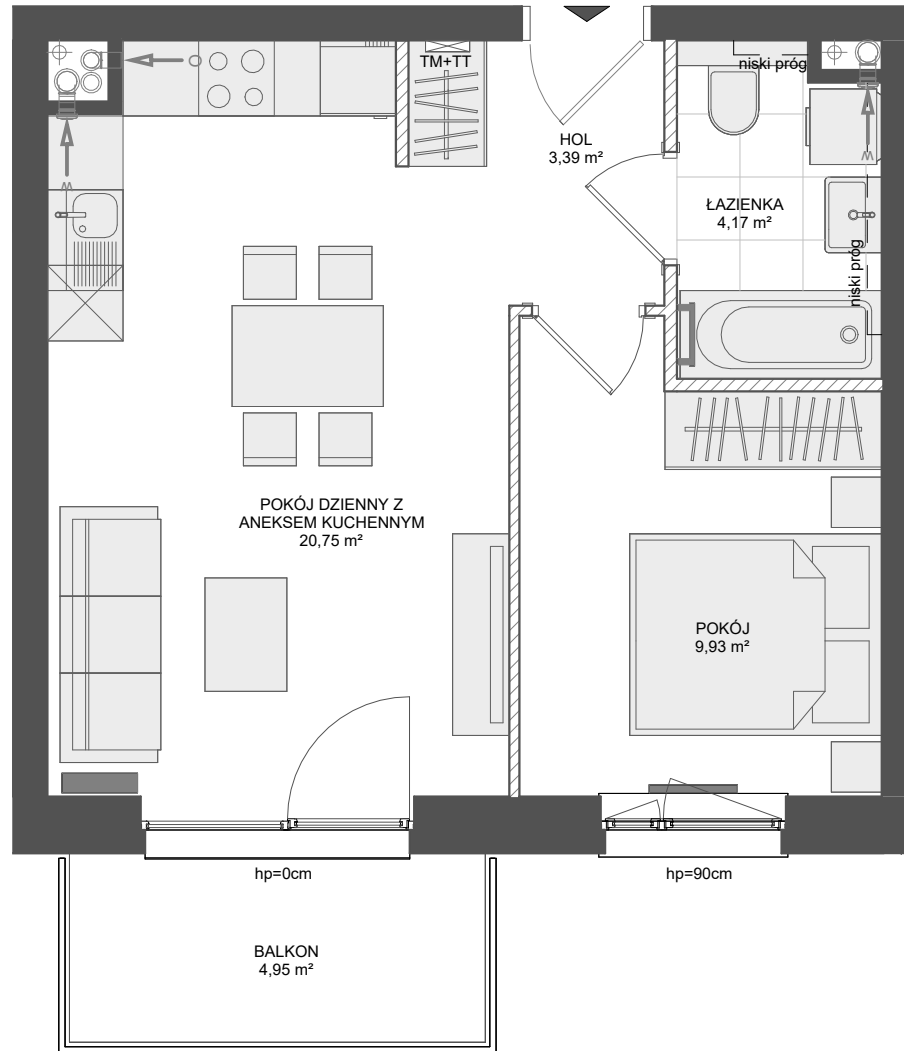 TM+TT
niski próg
HOL
3,39 m²
ŁAZIENKA
4,17 m²
niski próg
POKÓJ DZIENNY Z
ANEKSEM KUCHENNYM
20,75 m²
POKÓJ
9,93 m²
hp=0cm
hp=90cm
BALKON
4,95 m²